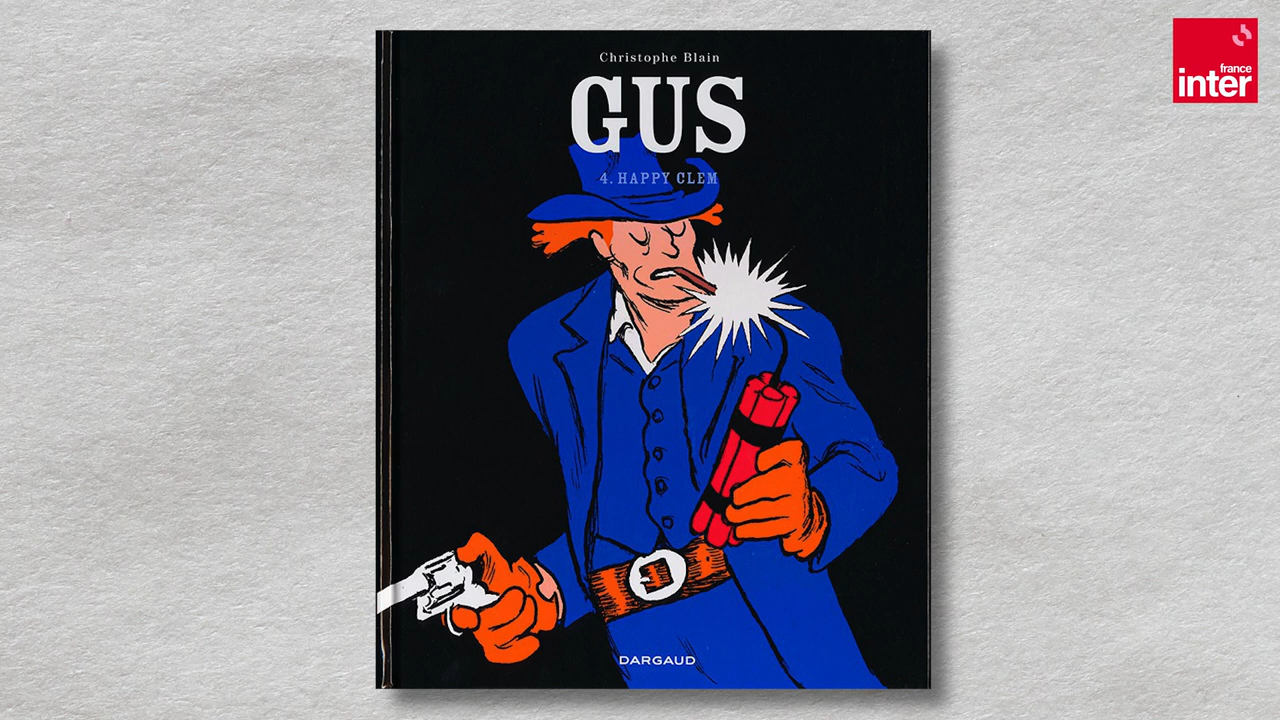 Christophe Blain
GUS
4. HAPPY CLEM
DARGAUD
france
inter